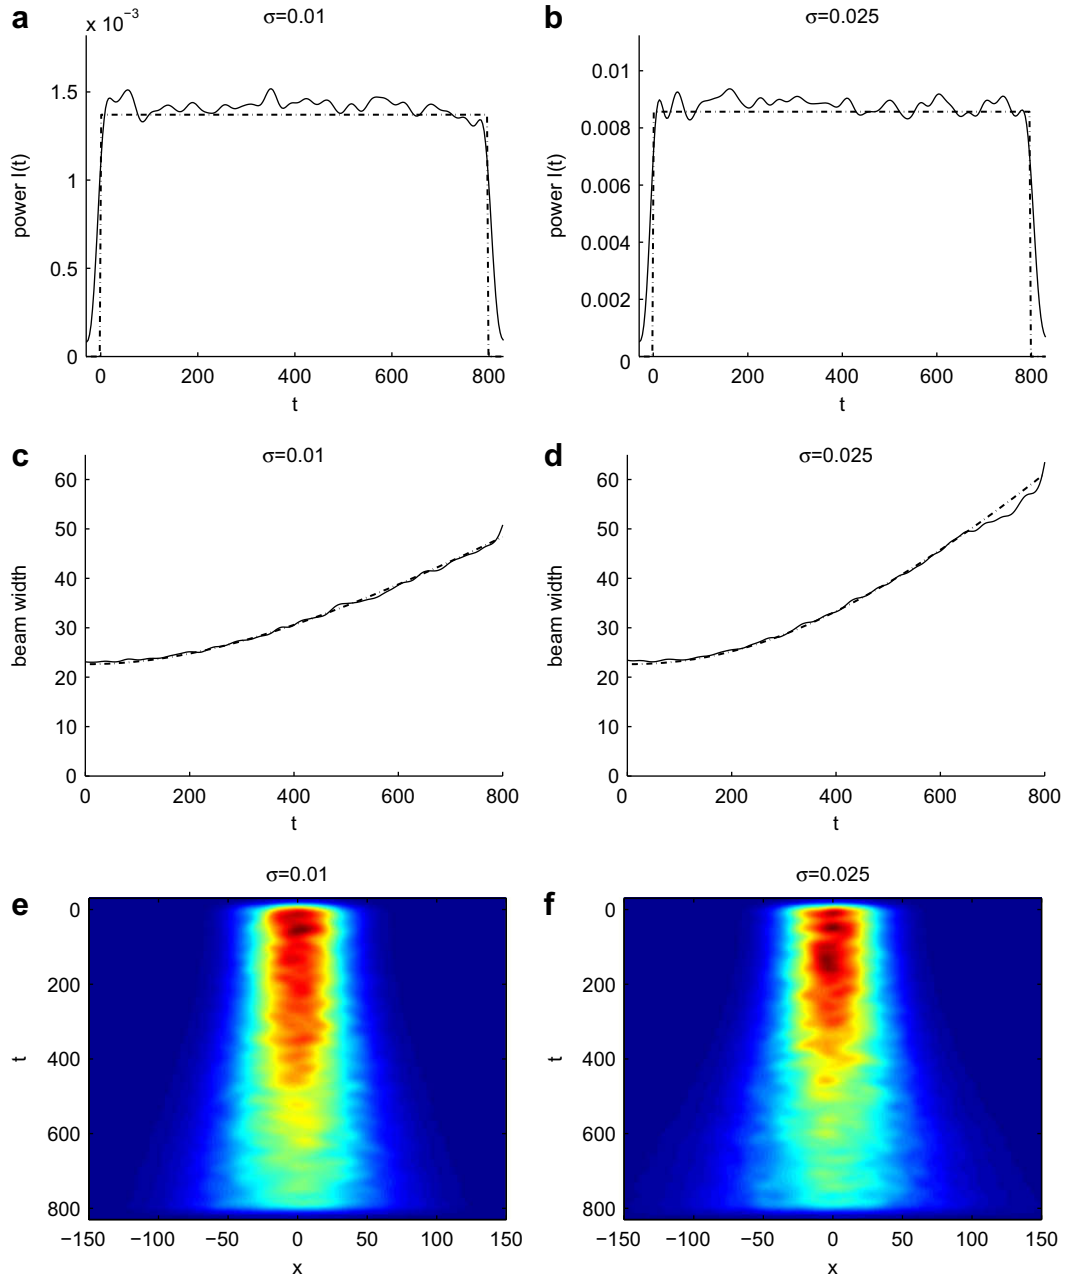 a
σ=0.01
x 10−3
1.5
1
0.5
0
power I(t)
0 200 400 600 800
t
b
σ=0.025
0.01
0.008
0.006
0.004
0.002
0
power I(t)
0 200 400 600 800
t
c
σ=0.01
60
50
40
30
20
10
0
beam width
0 200 400 600 800
t
d
σ=0.025
60
50
40
30
20
10
0
beam width
0 200 400 600 800
t
e
σ=0.01
0
200
400
600
800
t
−150 −100 −50 0 50 100 150
x
f
σ=0.025
0
200
400
600
800
t
−150 −100 −50 0 50 100 150
x